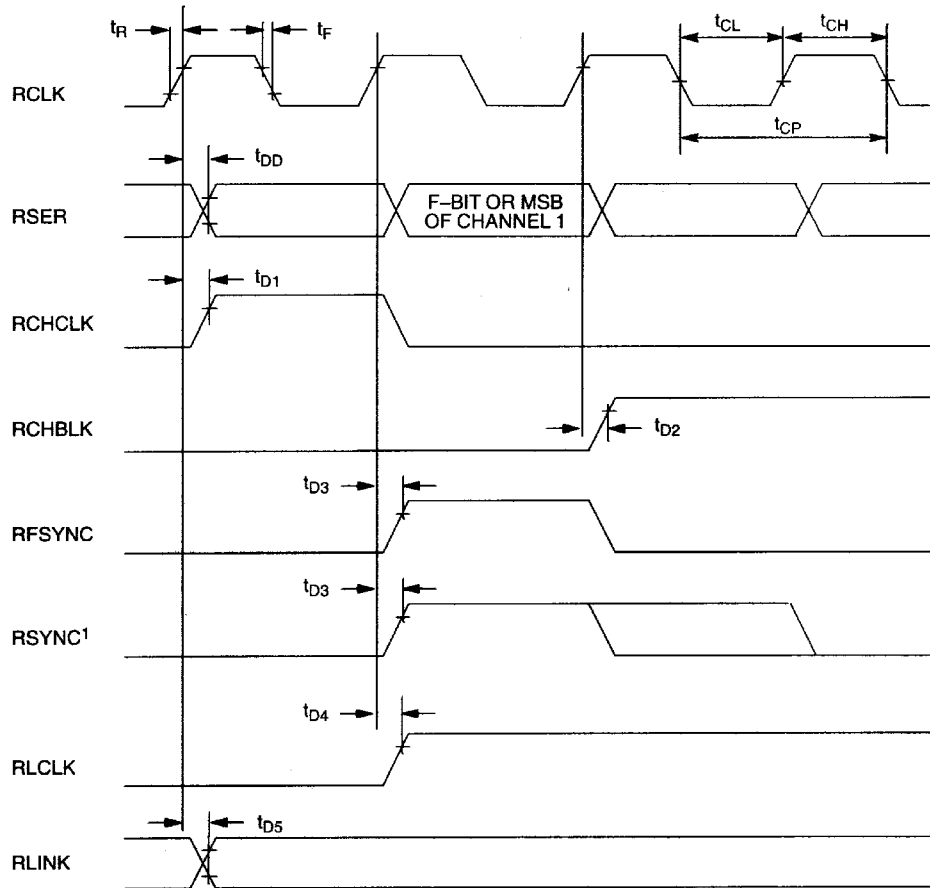 tR
tF
tCL
tCH
RCLK
tCP
tDD
RSER
F–BIT OR MSB
OF CHANNEL 1
tD1
RCHCLK
RCHBLK
tD2
tD3
RFSYNC
tD3
RSYNC1
tD4
RLCLK
tD5
RLINK